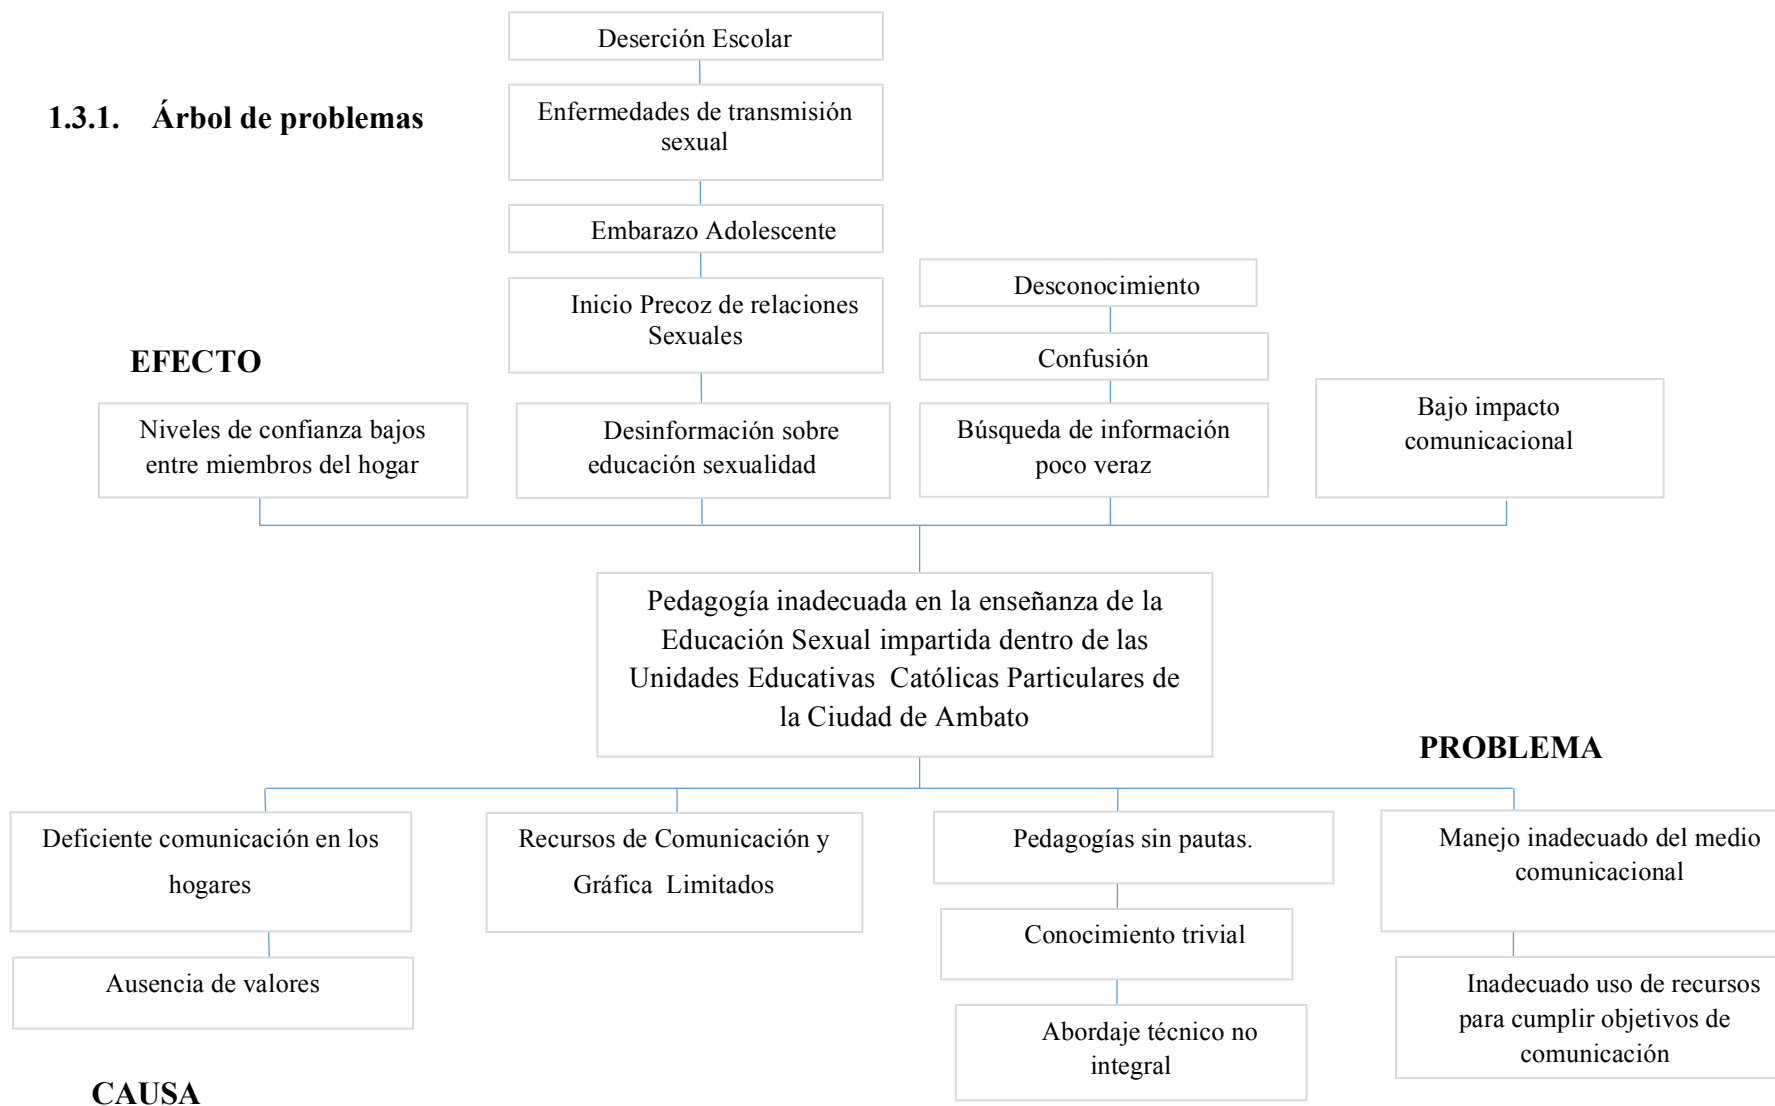 Deserción Escolar
1.3.1. Árbol de problemas
Enfermedades de transmisión
sexual
Embarazo Adolescente
Inicio Precoz de relaciones
Sexuales
Desconocimiento
Confusión
EFECTO
Niveles de confianza bajos
entre miembros del hogar
Desinformación sobre
educación sexualidad
Búsqueda de información
poco veraz
Bajo impacto
comunicacional
Pedagogía inadecuada en la enseñanza de la
Educación Sexual impartida dentro de las
Unidades Educativas Católicas Particulares de
la Ciudad de Ambato
PROBLEMA
Deficiente comunicación en los
hogares
Recursos de Comunicación y
Gráfica Limitados
Pedagogías sin pautas.
Manejo inadecuado del medio
comunicacional
Ausencia de valores
Conocimiento trivial
Inadecuado uso de recursos
para cumplir objetivos de
comunicación
Abordaje técnico no
integral
CAUSA